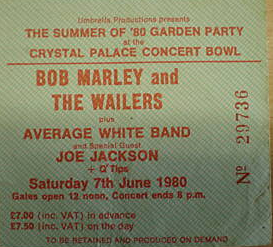 Umbrella Productions presents
THE SUMMER OF '80 GARDEN PARTY
at the
CRYSTAL PALACE CONCERT BOWL
BOB MARLEY and
THE WAILERS
plus
AVERAGE WHITE BAND
and Special Guest
JOE JACKSON
+ Q Tips
Saturday 7th June 1980
Gates open 12 noon, Concert ends 8 p.m.
£7.00 (inc. VAT) in advance
£7.50 (inc. VAT) on the day
TO BE RETAINED AND PRODUCED ON DEMAND
Nº 29736